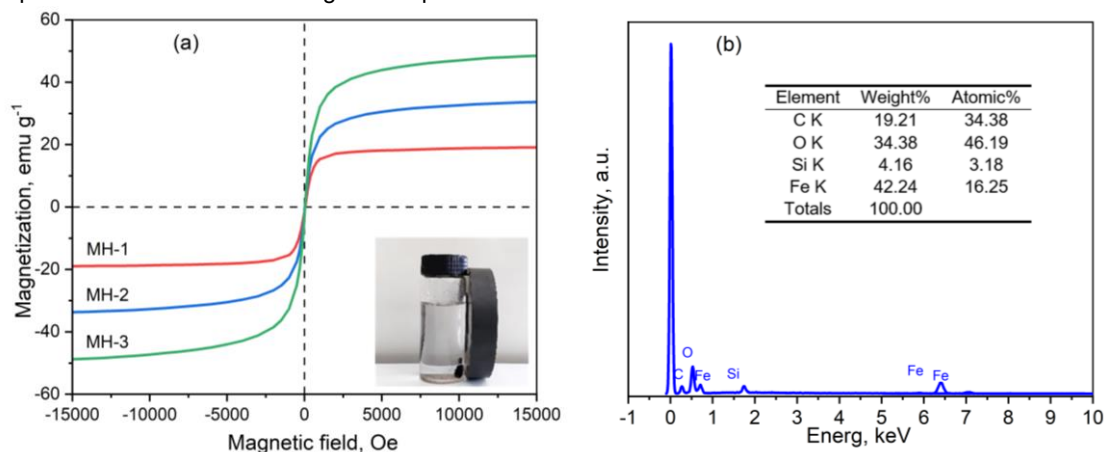 (a)
60
40
20
0
-20
-40
-60
Magnetization, emu g-1
MH-1
MH-2
MH-3
-15000 -10000 -5000 0 5000 10000 15000
Magnetic field, Oe
(b)
Intensity, a.u.
Element Weight% Atomic%
C K 19.21 34.38
O K 34.38 46.19
Si K 4.16 3.18
Fe K 42.24 16.25
Totals 100.00
O
C Fe Si Fe Fe
-1 0 1 2 3 4 5 6 7 8 9 10
Energ, keV